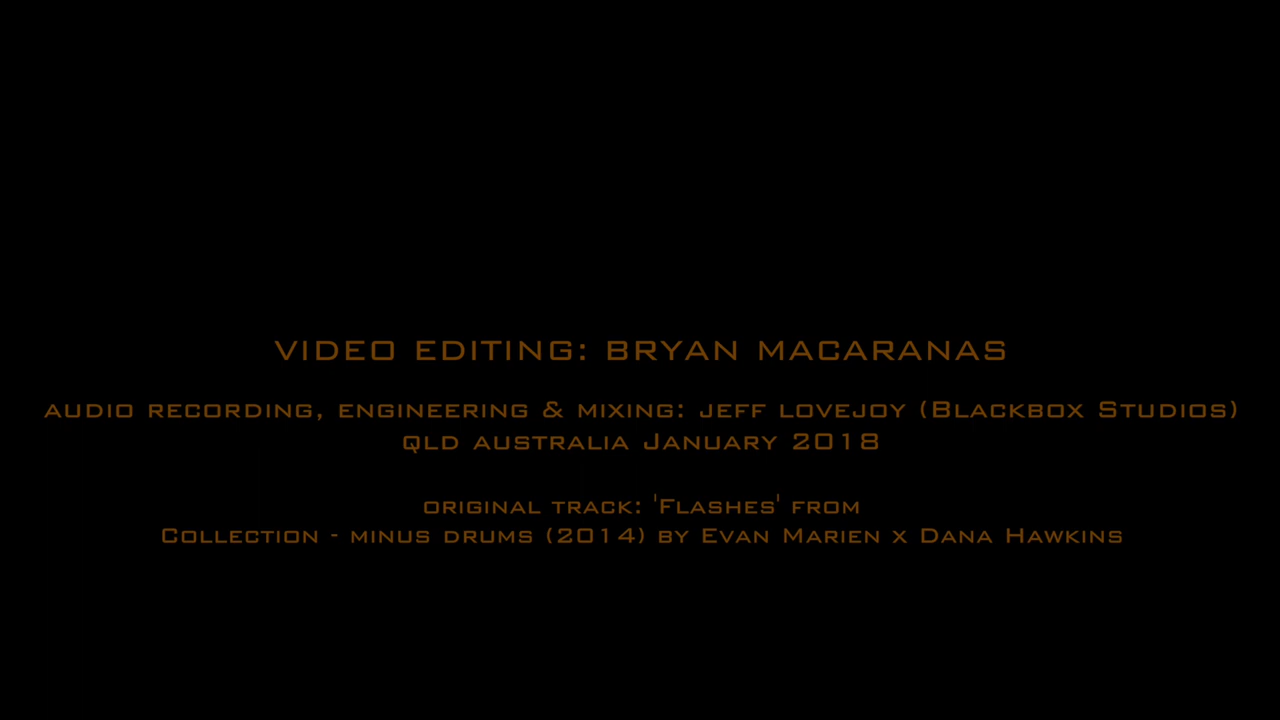 VIDEO EDITING: BRYAN MACARANAS
AUDIO RECORDING, ENGINEERING & MIXING: JEFF LOVEJOY (BLACKBOX STUDIOS)
QLD AUSTRALIA JANUARY 2018
ORIGINAL TRACK: 'FLASHES' FROM
COLLECTION - MINUS DRUMS (2014) BY EVAN MARIEN X DANA HAWKINS